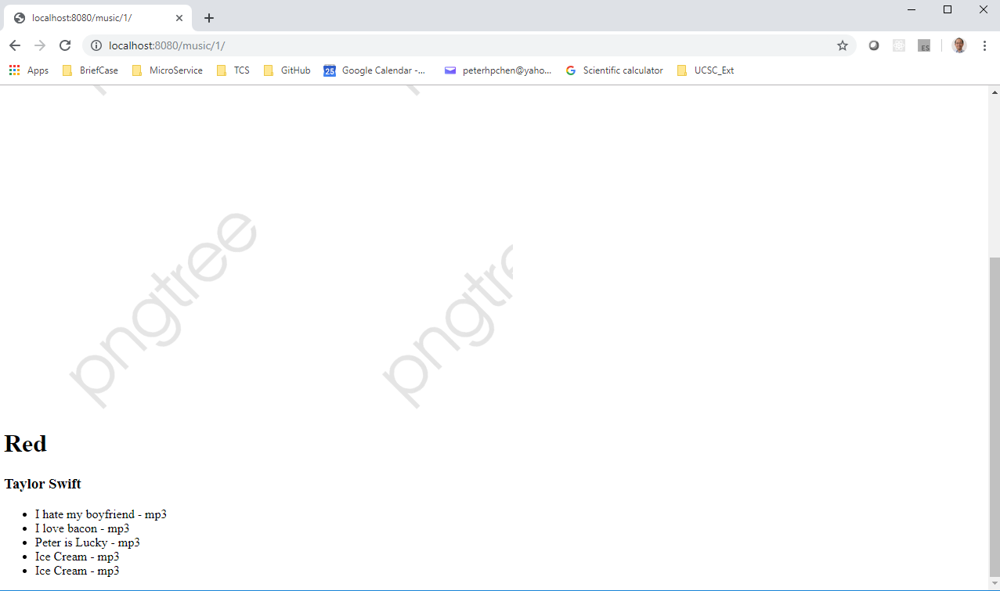 localhost:8080/music/1/
localhost:8080/music/1/
ES
Apps
BriefCase
MicroService
TCS
GitHub
25
Google Calendar -...
peterhpchen@yaho...
Scientific calculator
UCSC_Ext
pngtree
pngtre
Red
Taylor Swift
I hate my boyfriend - mp3
I love bacon - mp3
Peter is Lucky - mp3
Ice Cream - mp3
Ice Cream - mp3